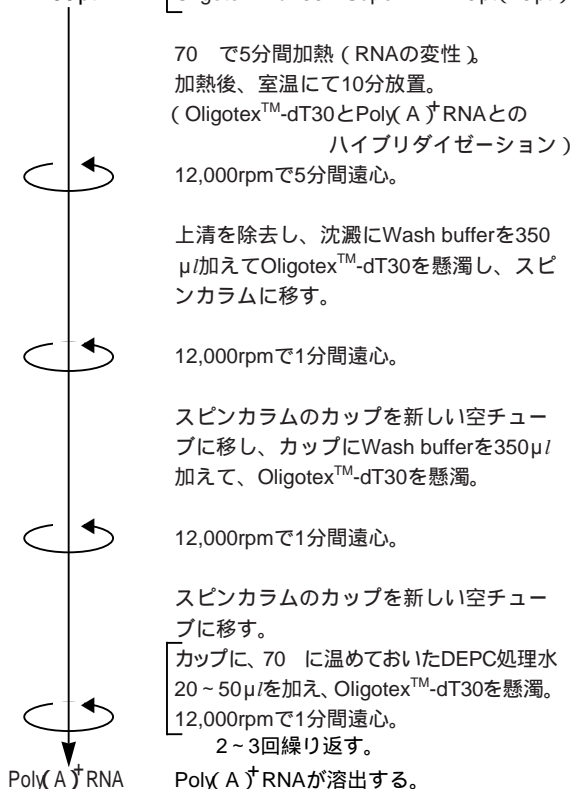 70 で5分間加熱（RNAの変性）。
加熱後、室温にて10分放置。
（Oligotex™-dT30とPoly(A)+RNAとの
ハイブリダイゼーション）
12,000rpmで5分間遠心。
上清を除去し、沈澱にWash bufferを350
μl加えてOligotex™-dT30を懸濁し、スピ
ンカラムに移す。
12,000rpmで1分間遠心。
スピンカラムのカップを新しい空チュー
ブに移し、カップにWash bufferを350μl
加えて、Oligotex™-dT30を懸濁。
12,000rpmで1分間遠心。
スピンカラムのカップを新しい空チュー
ブに移す。
カップに、70 に温めておいたDEPC処理水
20~50μlを加え、Oligotex™-dT30を懸濁。
12,000rpmで1分間遠心。
2~3回繰り返す。
Poly(A)+RNA Poly(A)+RNAが溶出する。